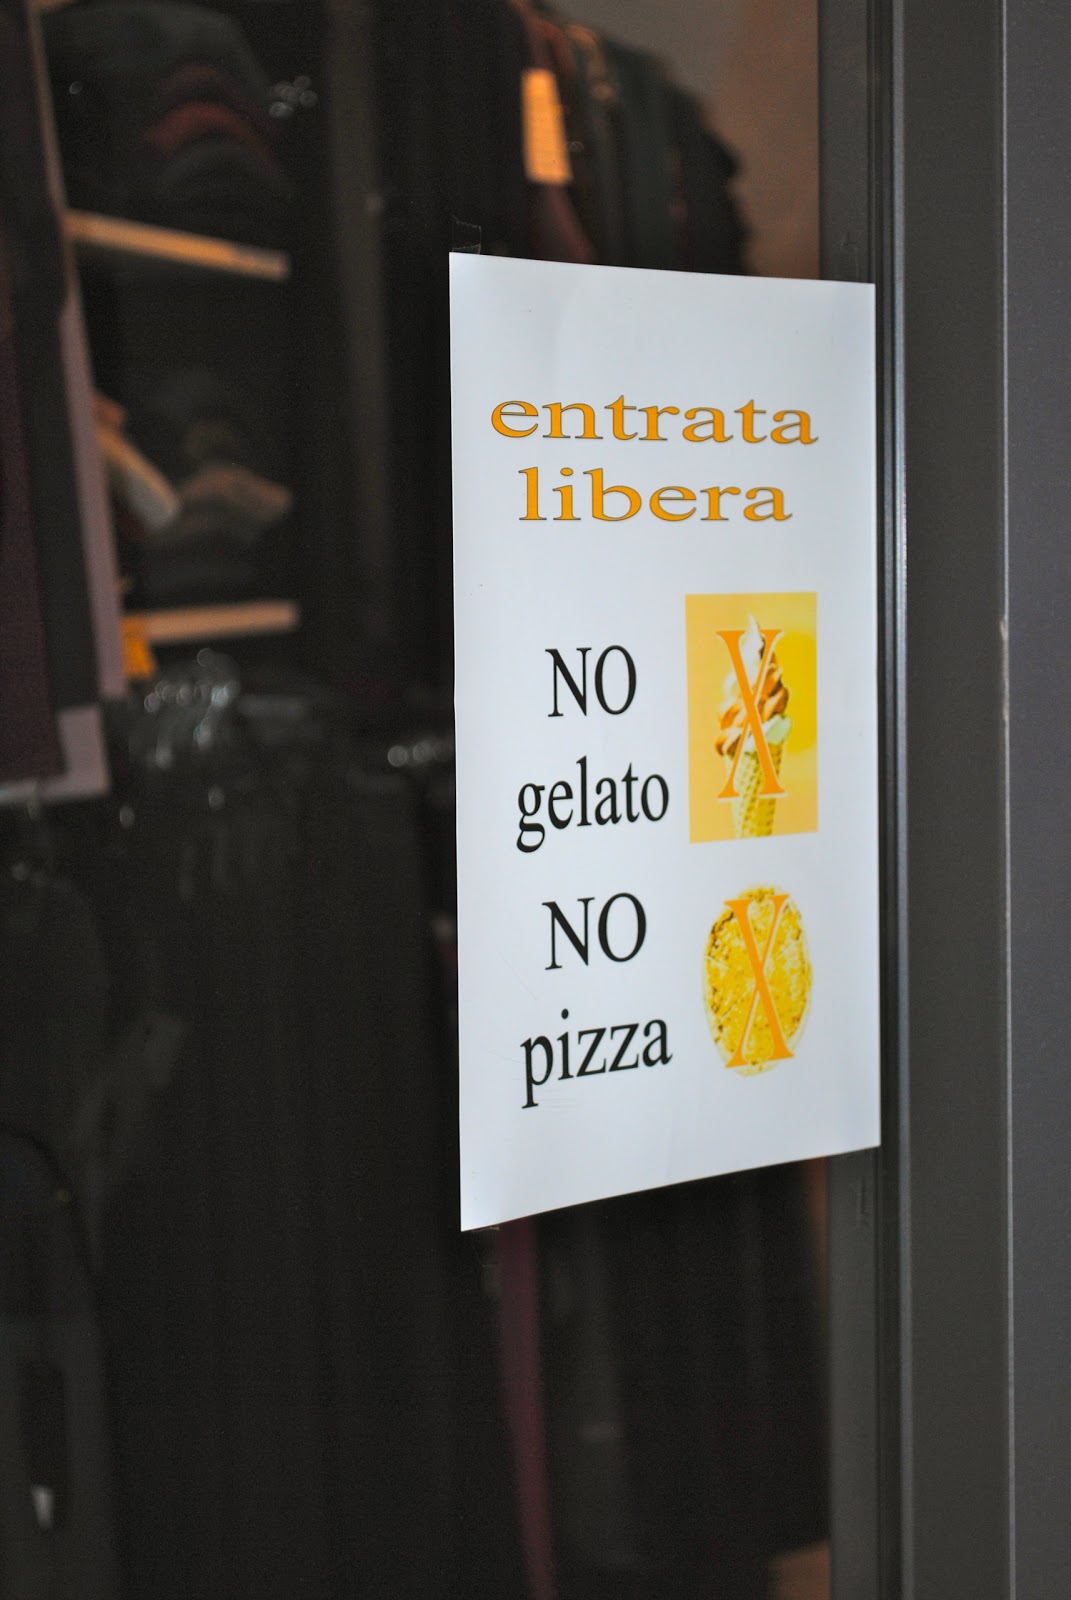 entrata
libera
NO
gelato
X
NO
pizza
X